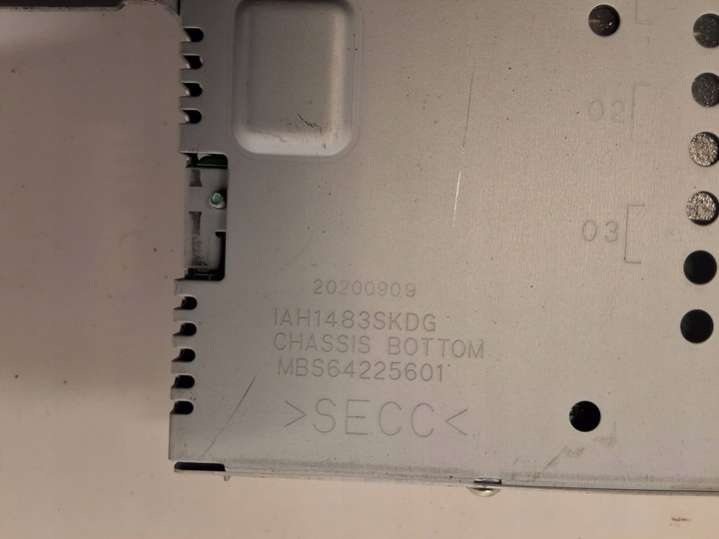 02
03
20200909
IAH1483SKDG
CHASSIS BOTTOM
MBS64225601
>SECC<